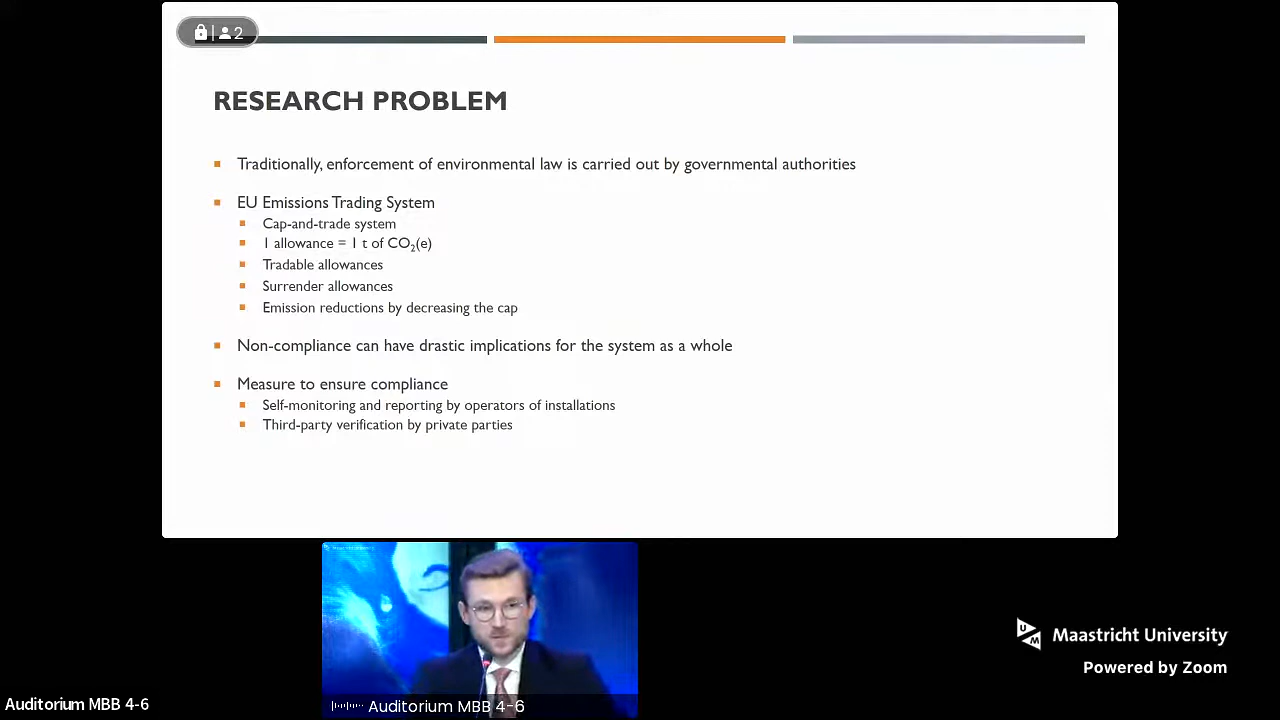 2
RESEARCH PROBLEM
Traditionally, enforcement of environmental law is carried out by governmental authorities
EU Emissions Trading System
Cap-and-trade system
1 allowance = 1 t of CO₂(e)
Tradable allowances
Surrender allowances
Emission reductions by decreasing the cap
Non-compliance can have drastic implications for the system as a whole
Measure to ensure compliance
Self-monitoring and reporting by operators of installations
Third-party verification by private parties
Auditorium MBB 4-6
UM Maastricht University
Powered by Zoom
Auditorium MBB 4-6